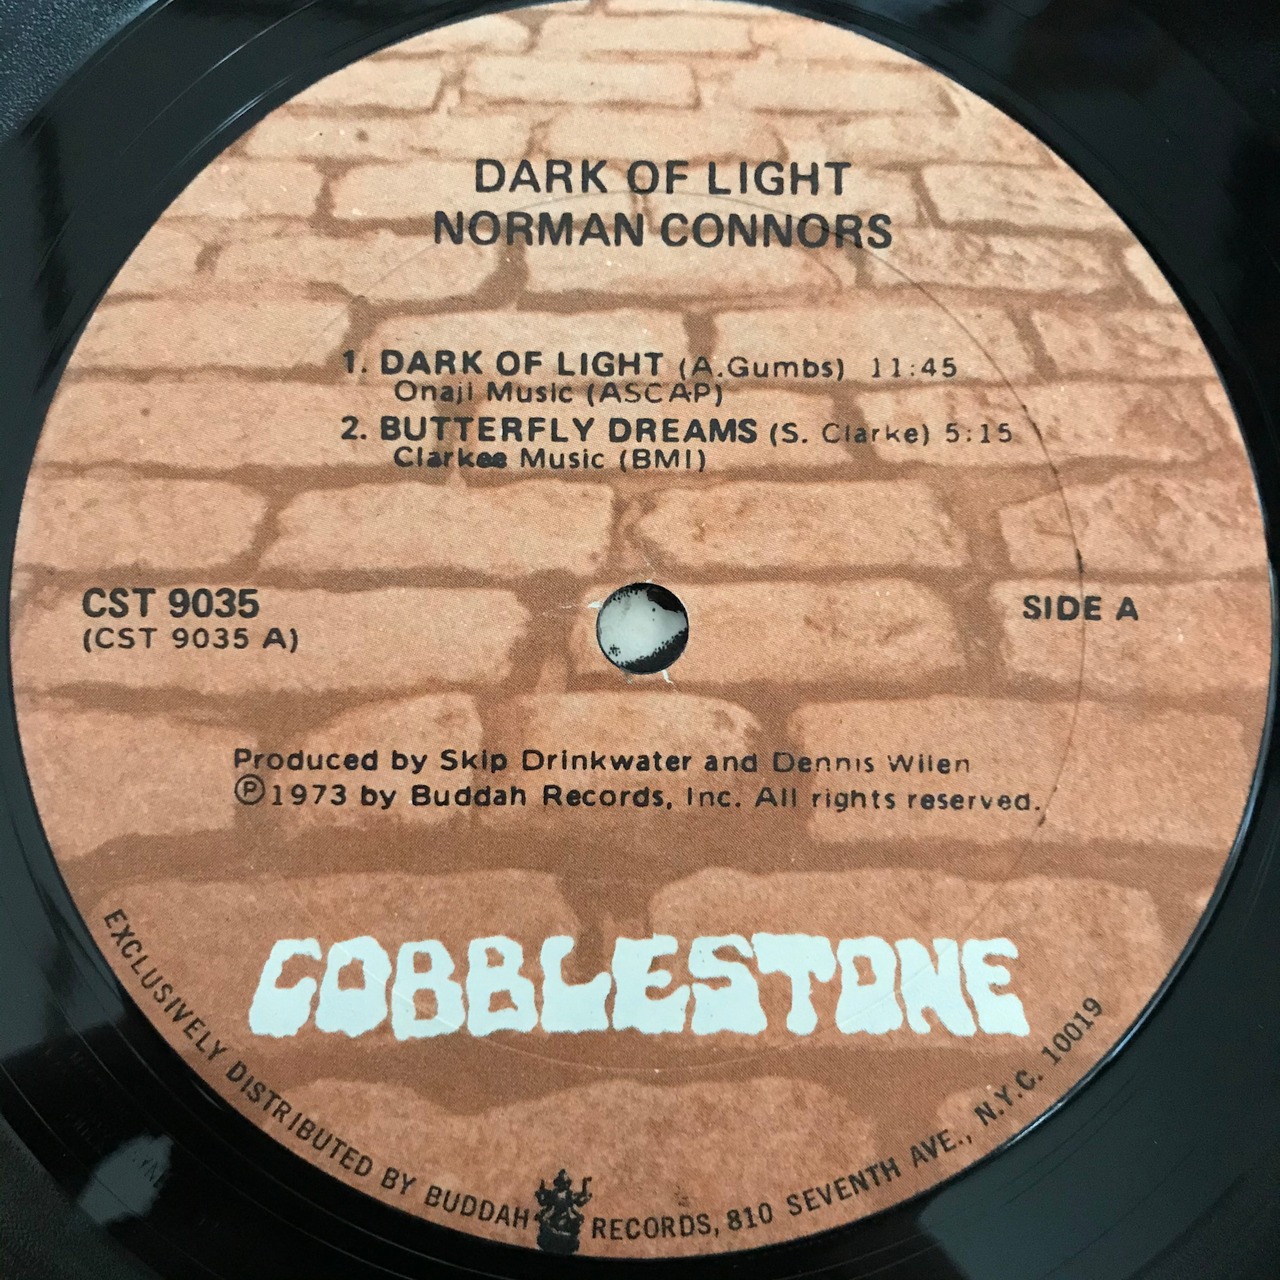 DARK OF LIGHT
NORMAN CONNORS
1. DARK OF LIGHT (A.Gumbs) 11:45
Onaji Music (ASCAP)
2. BUTTERFLY DREAMS (S. Clarke) 5:15
Clarkee Music (BMI)
CST 9035
(CST 9035 A)
SIDE A
Produced by Skip Drinkwater and Dennis Wilen
Ⓟ1973 by Buddah Records, Inc. All rights reserved.
COBBLESTONE
EXCLUSIVELY DISTRIBUTED BY BUDDAH RECORDS, 810 SEVENTH AVE., N.Y.C. 10019